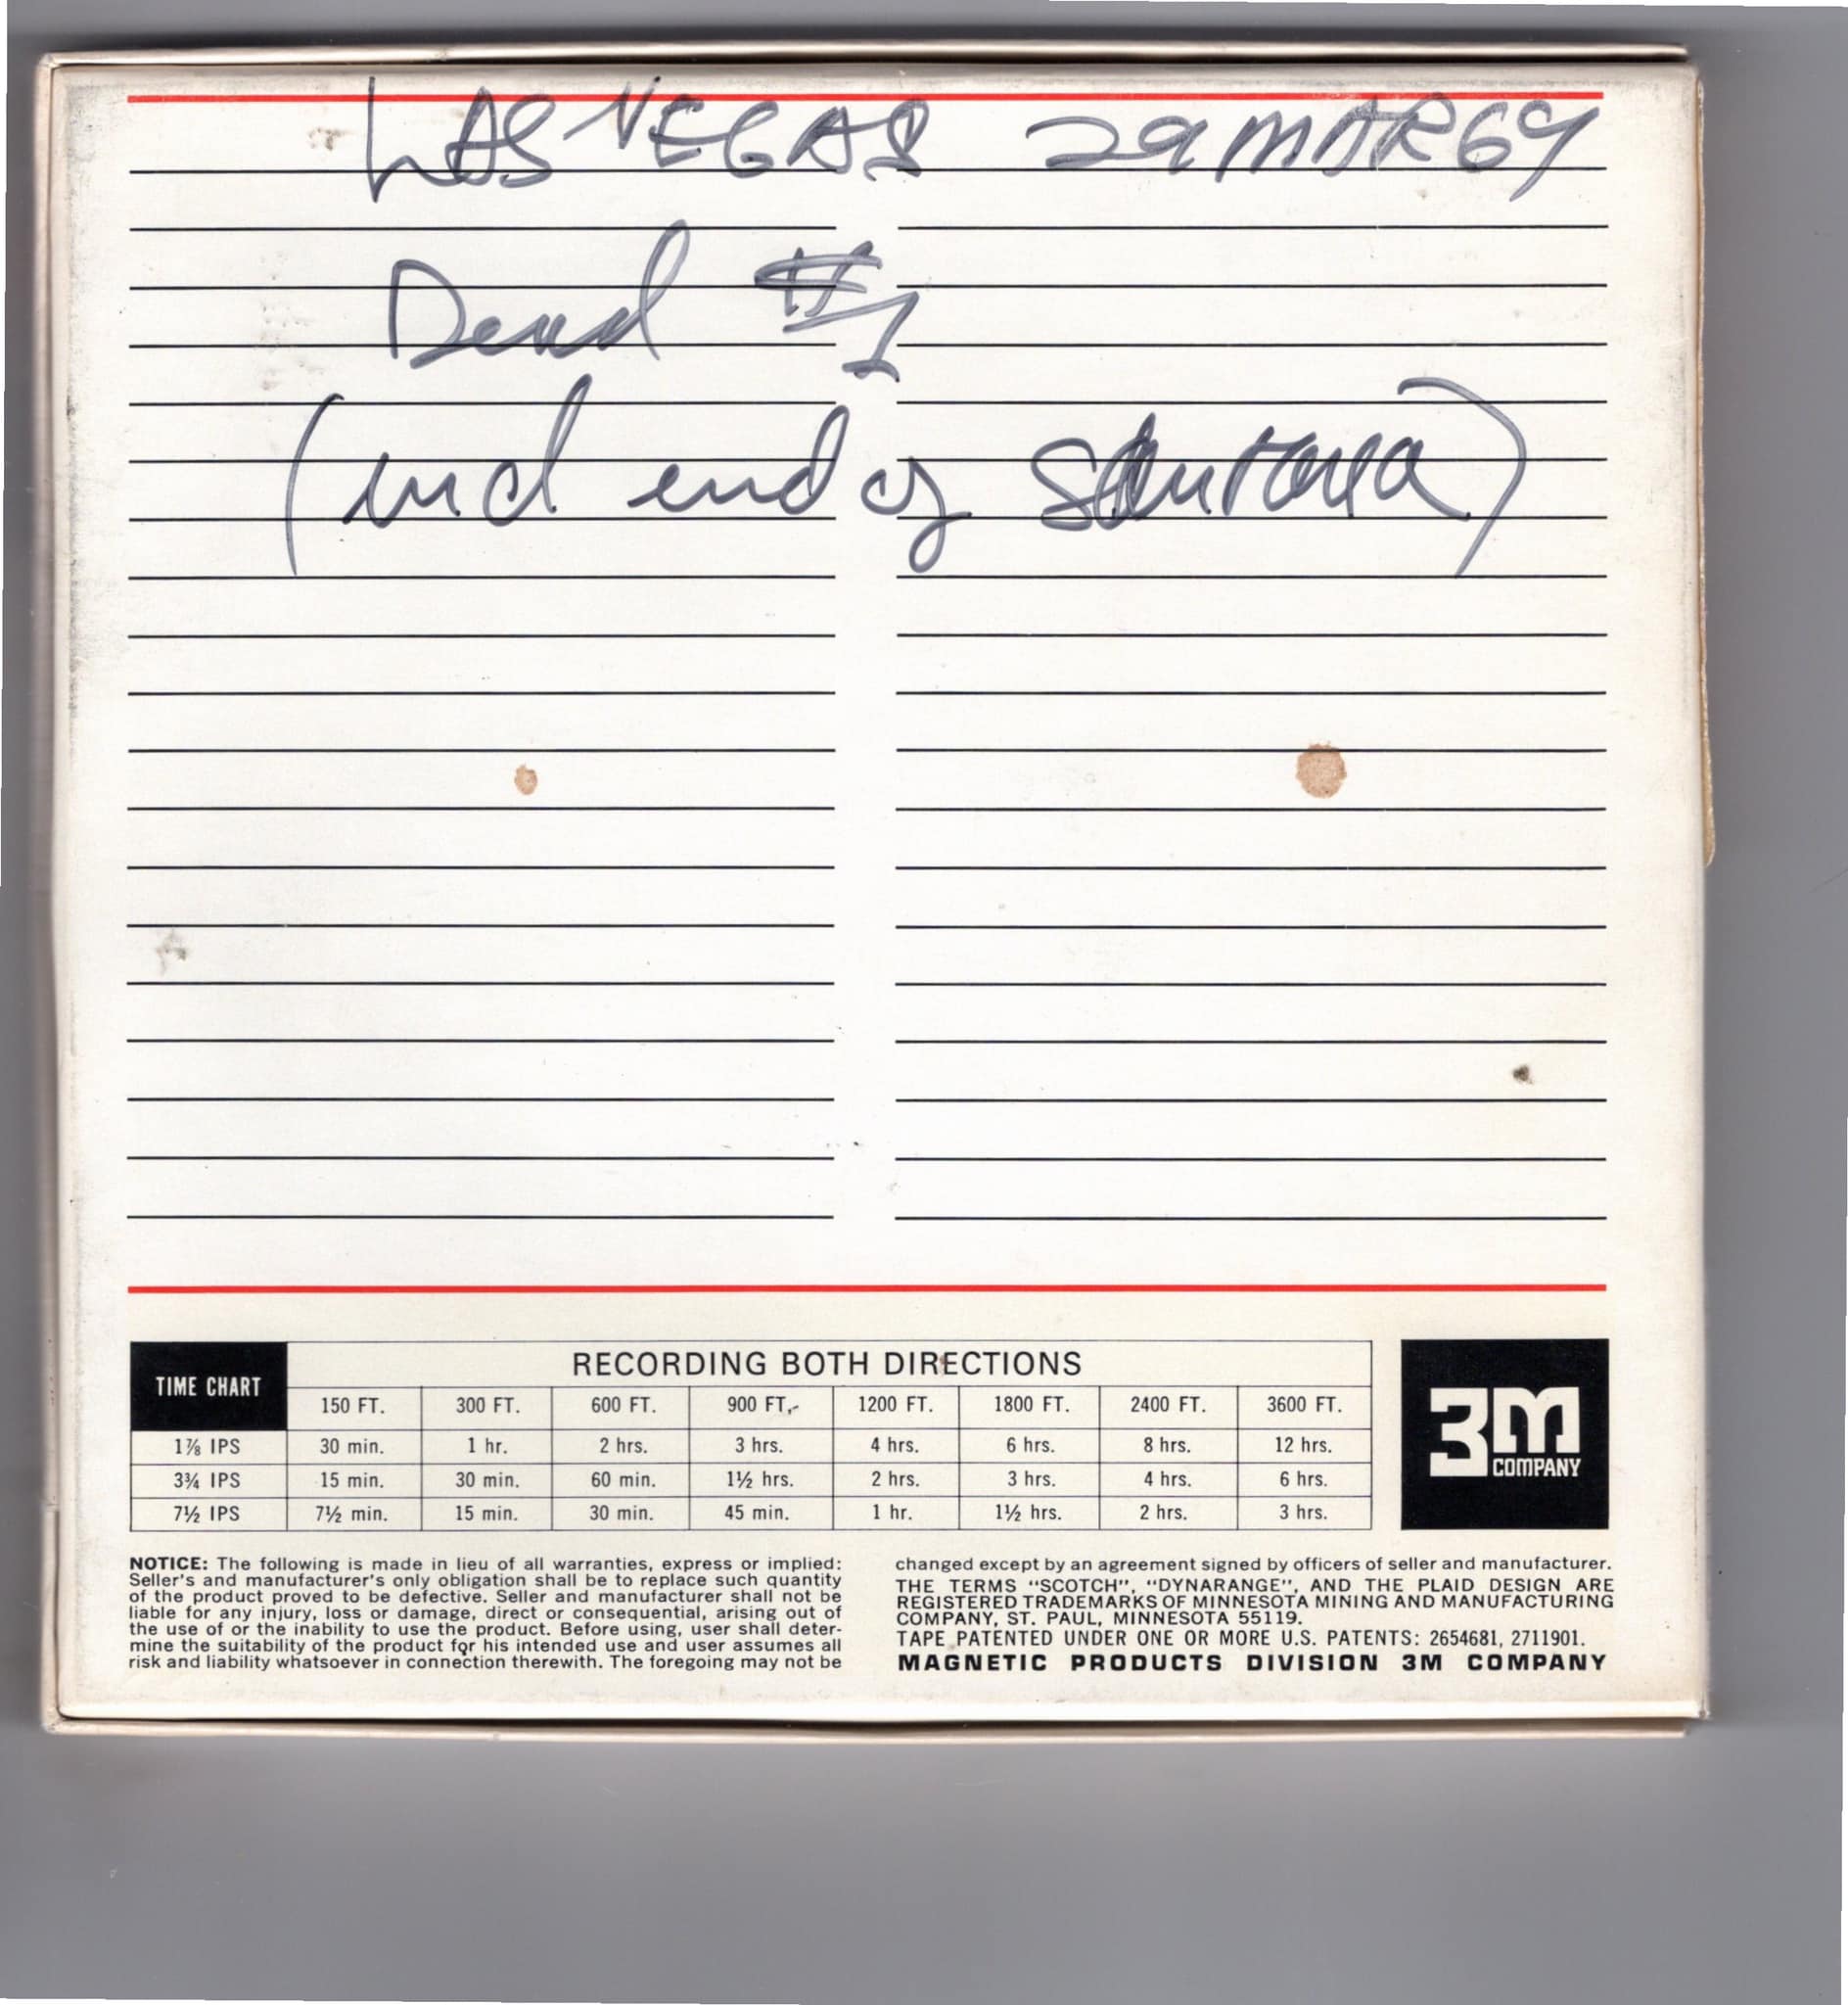 LAS VEGAS 29 MAR 69
Dead #1
(incl end of Santana)
TIME CHART
RECORDING BOTH DIRECTIONS
150 FT. 300 FT. 600 FT. 900 FT. 1200 FT. 1800 FT. 2400 FT. 3600 FT.
1⅞ IPS 30 min. 1 hr. 2 hrs. 3 hrs. 4 hrs. 6 hrs. 8 hrs. 12 hrs.
3¾ IPS 15 min. 30 min. 60 min. 1½ hrs. 2 hrs. 3 hrs. 4 hrs. 6 hrs.
7½ IPS 7½ min. 15 min. 30 min. 45 min. 1 hr. 1½ hrs. 2 hrs. 3 hrs.
3M
COMPANY
NOTICE: The following is made in lieu of all warranties, express or implied:
Seller's and manufacturer's only obligation shall be to replace such quantity
of the product proved to be defective. Seller and manufacturer shall not be
liable for any injury, loss or damage, direct or consequential, arising out of
the use of or the inability to use the product. Before using, user shall deter-
mine the suitability of the product for his intended use and user assumes all
risk and liability whatsoever in connection therewith. The foregoing may not be
changed except by an agreement signed by officers of seller and manufacturer.
THE TERMS "SCOTCH", "DYNARANGE", AND THE PLAID DESIGN ARE
REGISTERED TRADEMARKS OF MINNESOTA MINING AND MANUFACTURING
COMPANY, ST. PAUL, MINNESOTA 55119.
TAPE PATENTED UNDER ONE OR MORE U.S. PATENTS: 2654681, 2711901.
MAGNETIC PRODUCTS DIVISION 3M COMPANY